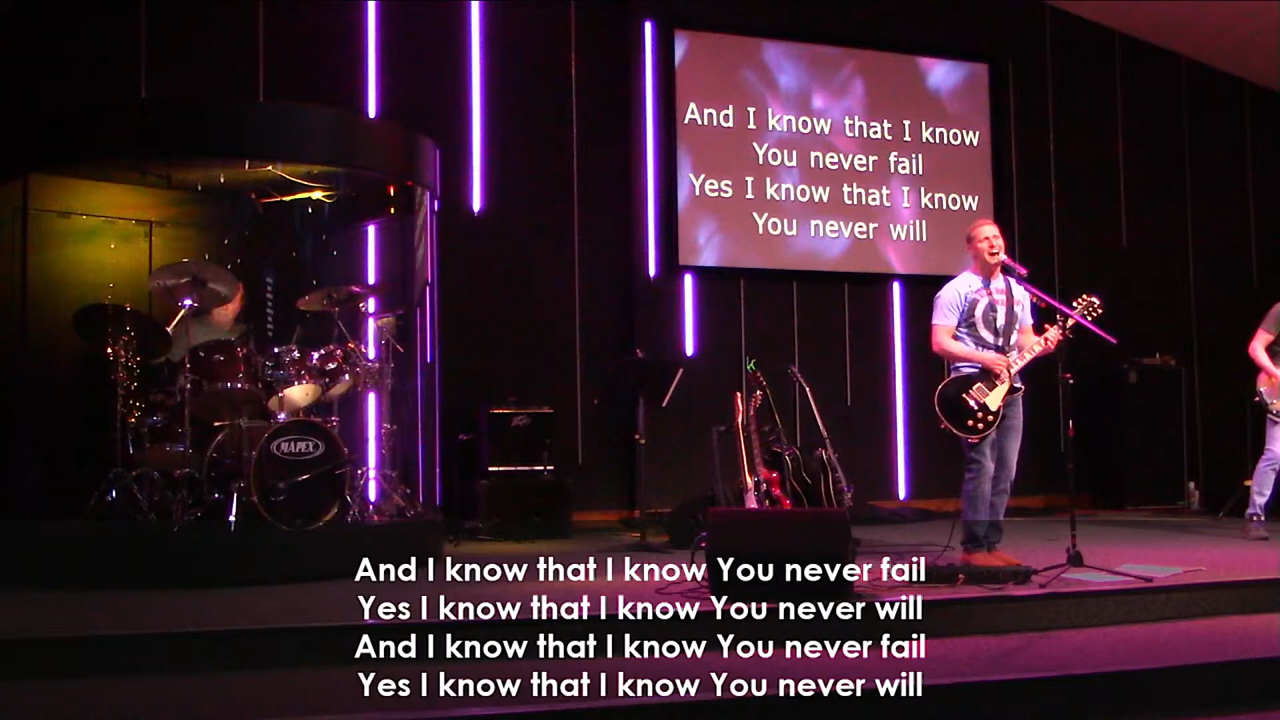 And I know that I know
You never fail
Yes I know that I know
You never will
MAPEX
PEAVEY
And I know that I know You never fail
Yes I know that I know You never will
And I know that I know You never fail
Yes I know that I know You never will